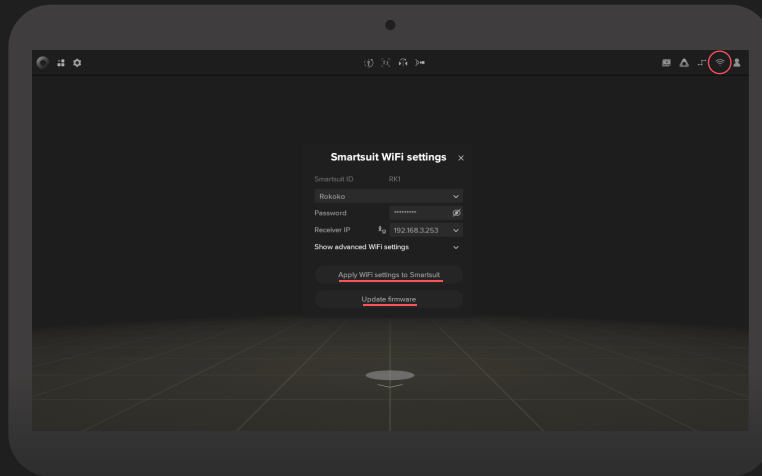 Smartsuit WiFi settings
Smartsuit ID RK1
Rokoko
Password *********
Receiver IP 192.168.3.253
Show advanced WiFi settings
Apply WiFi settings to Smartsuit
Update firmware